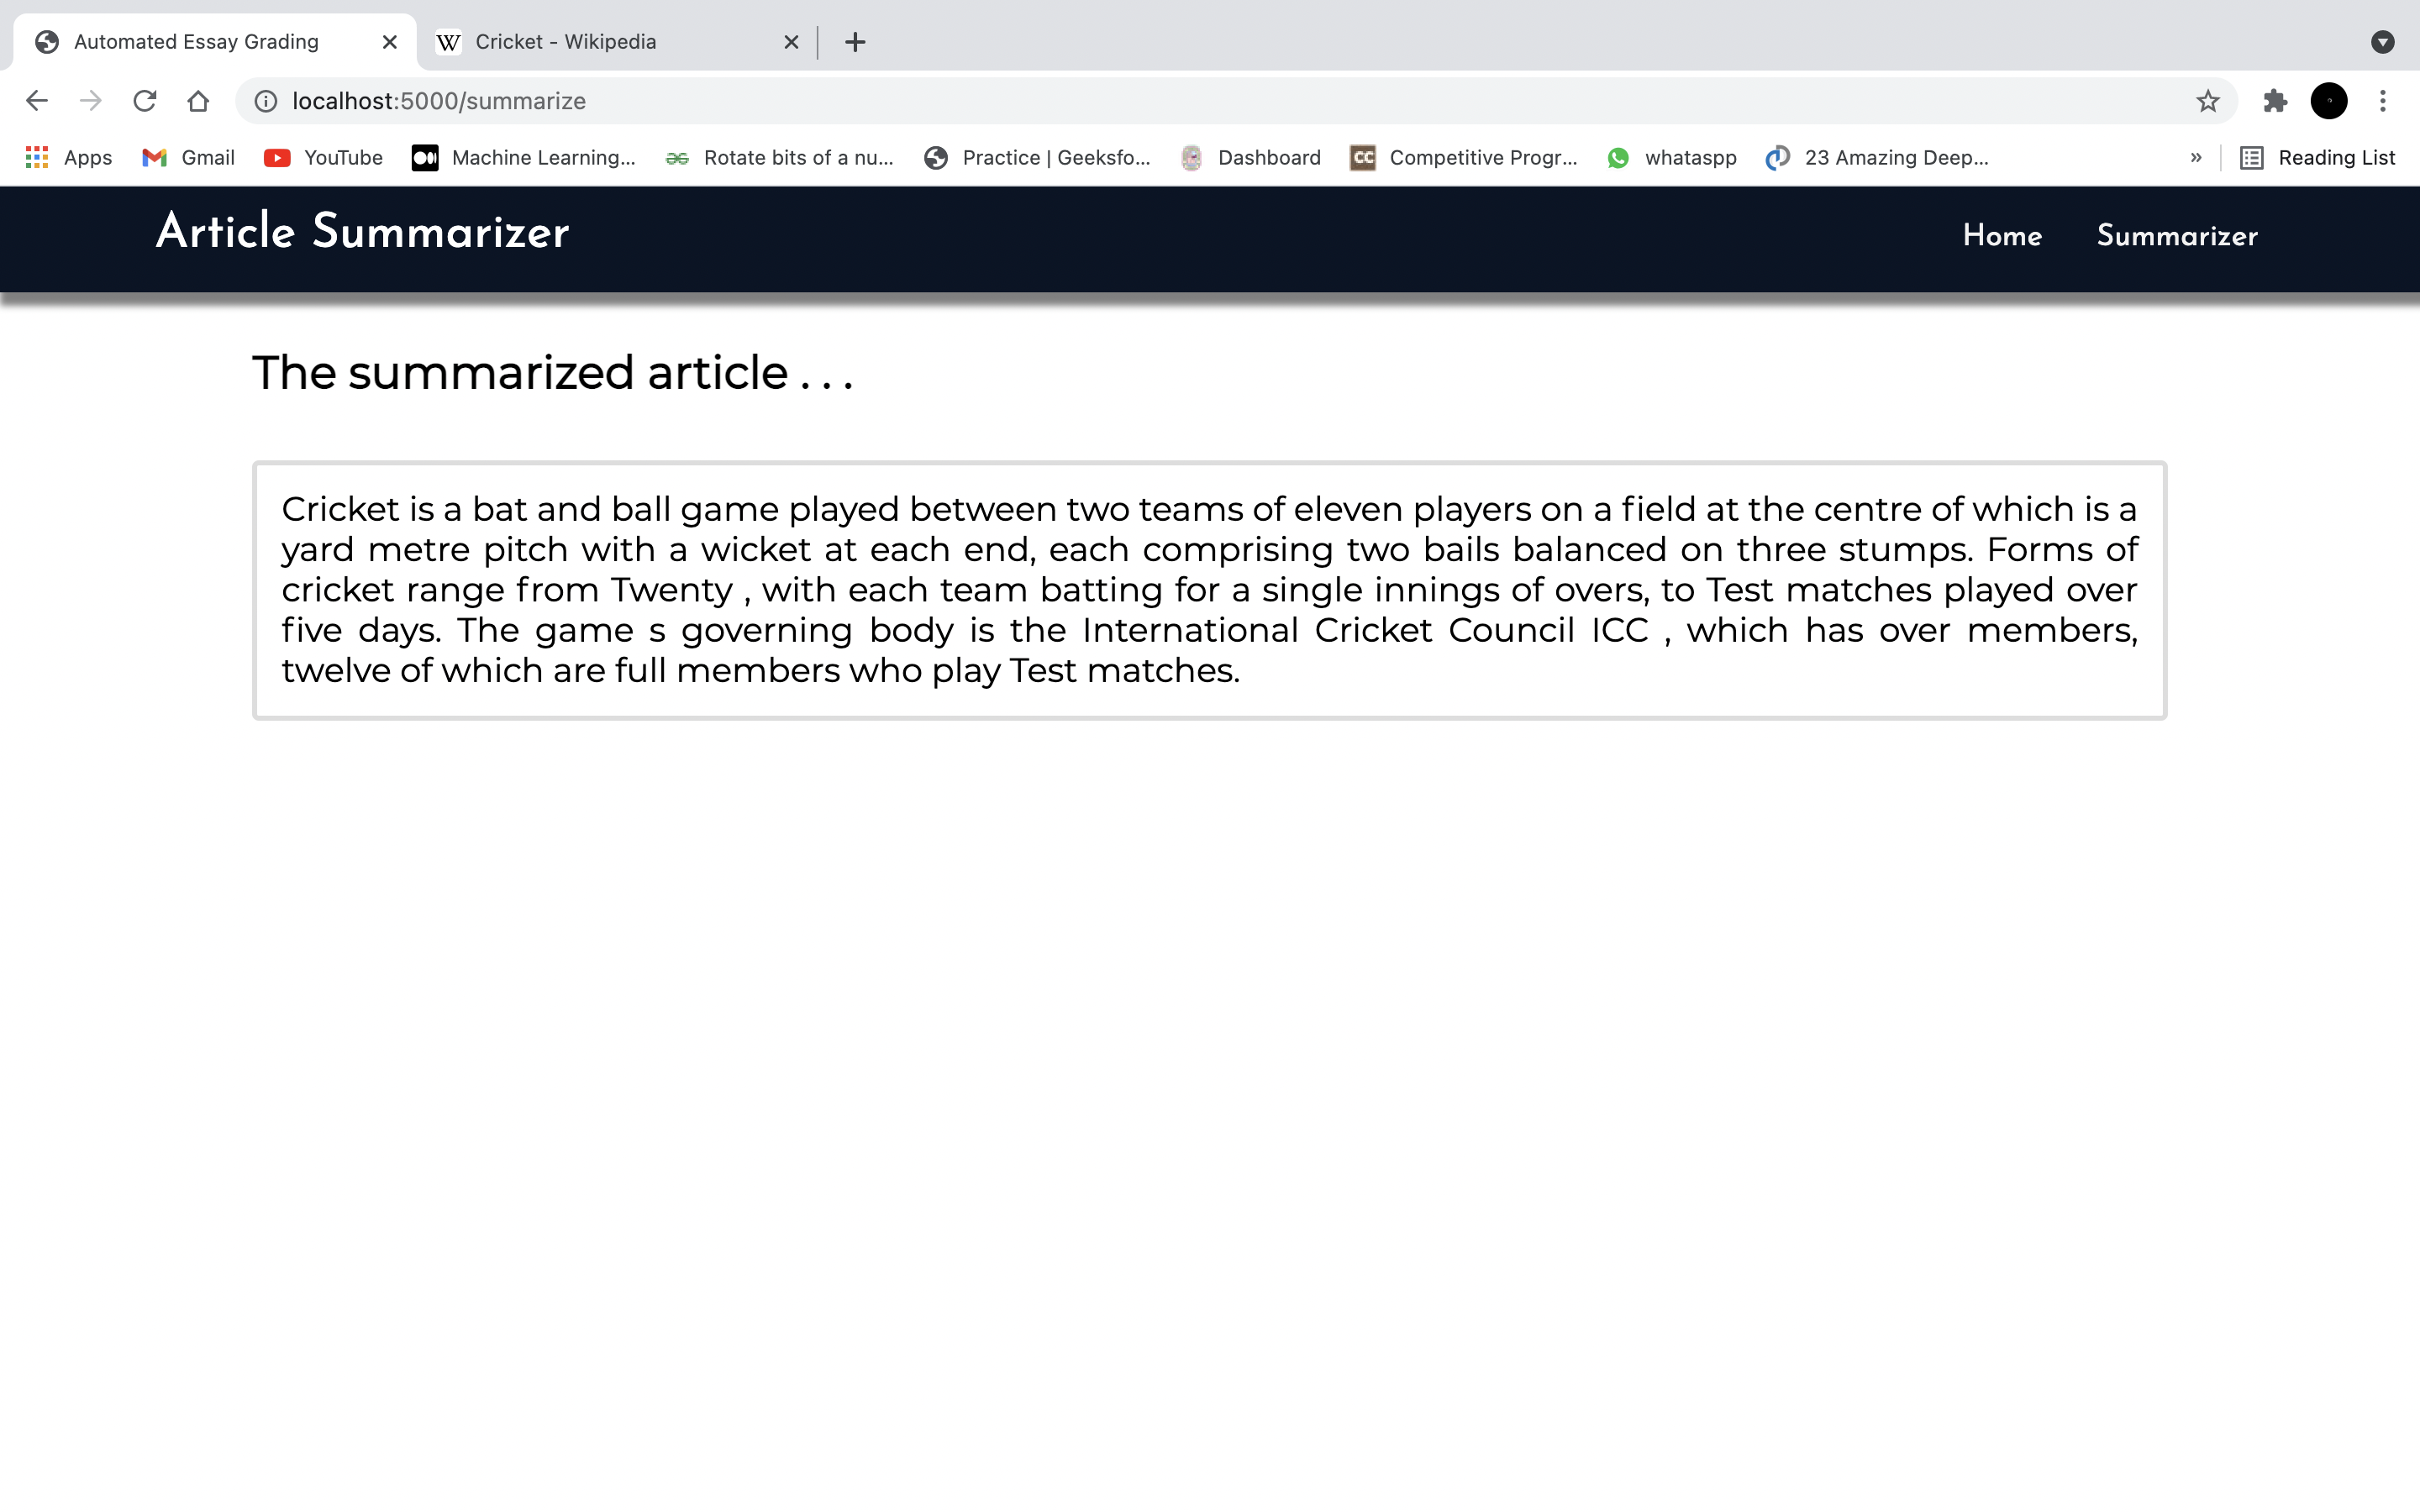 Automated Essay Grading
Cricket - Wikipedia
localhost:5000/summarize
Apps Gmail YouTube Machine Learning... Rotate bits of a nu... Practice | Geeksfo... Dashboard CC Competitive Progr... whataspp 23 Amazing Deep... » Reading List
Article Summarizer Home Summarizer
The summarized article . . .
Cricket is a bat and ball game played between two teams of eleven players on a field at the centre of which is a
yard metre pitch with a wicket at each end, each comprising two bails balanced on three stumps. Forms of
cricket range from Twenty , with each team batting for a single innings of overs, to Test matches played over
five days. The game s governing body is the International Cricket Council ICC , which has over members,
twelve of which are full members who play Test matches.